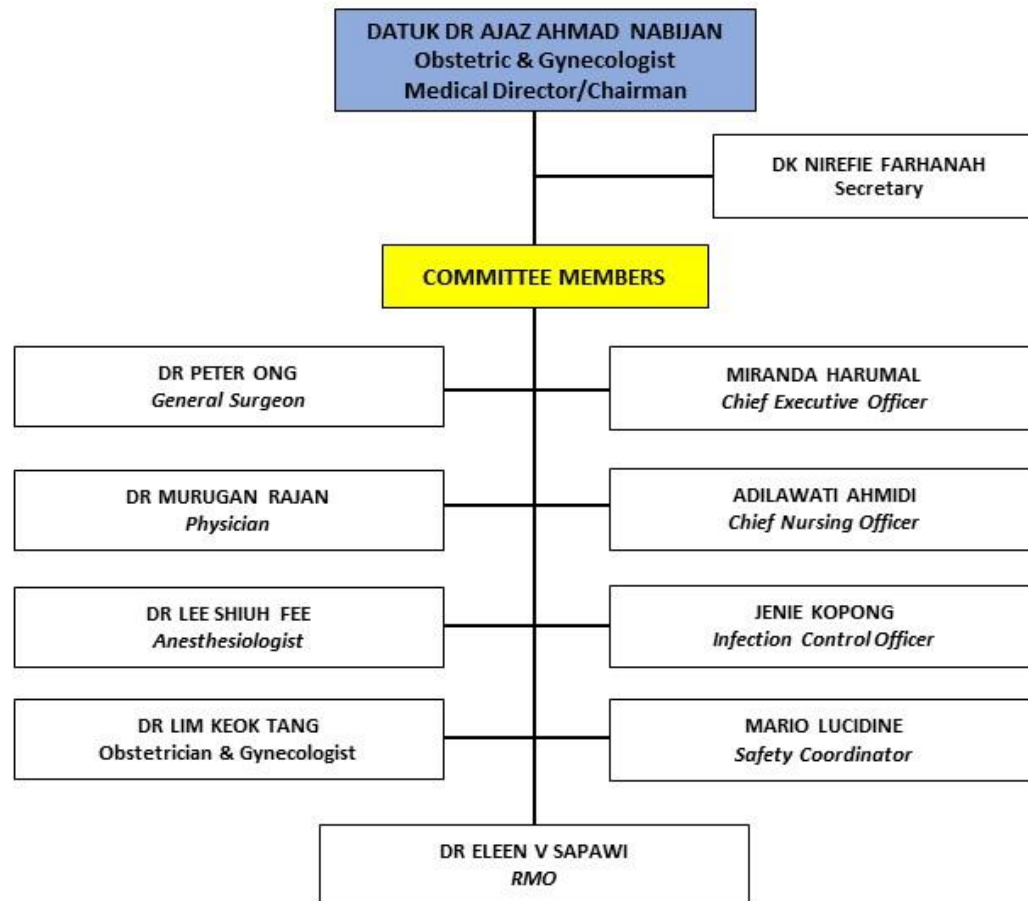 DATUK DR AJAZ AHMAD NABIJAN
Obstetric & Gynecologist
Medical Director/Chairman
DK NIREFIE FARHANAH
Secretary
COMMITTEE MEMBERS
DR PETER ONG
General Surgeon
MIRANDA HARUMAL
Chief Executive Officer
DR MURUGAN RAJAN
Physician
ADILAWATI AHMIDI
Chief Nursing Officer
DR LEE SHIUH FEE
Anesthesiologist
JENIE KOPONG
Infection Control Officer
DR LIM KEOK TANG
Obstetrician & Gynecologist
MARIO LUCIDINE
Safety Coordinator
DR ELEEN V SAPAWI
RMO